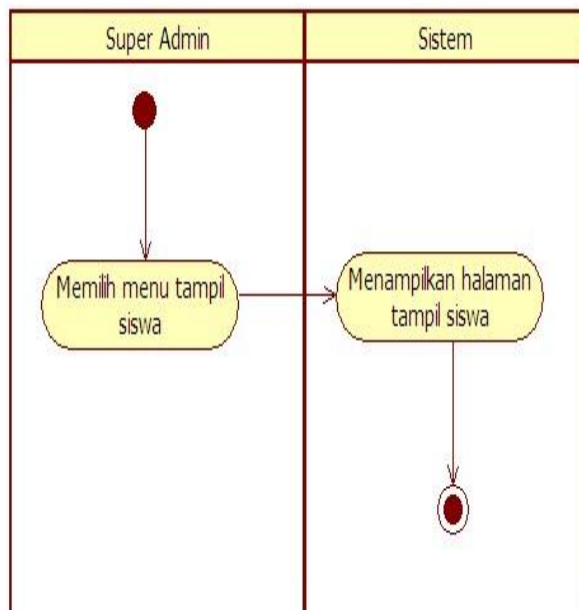 Super Admin
Sistem
Memilih menu tampil
siswa
Menampilkan halaman
tampil siswa